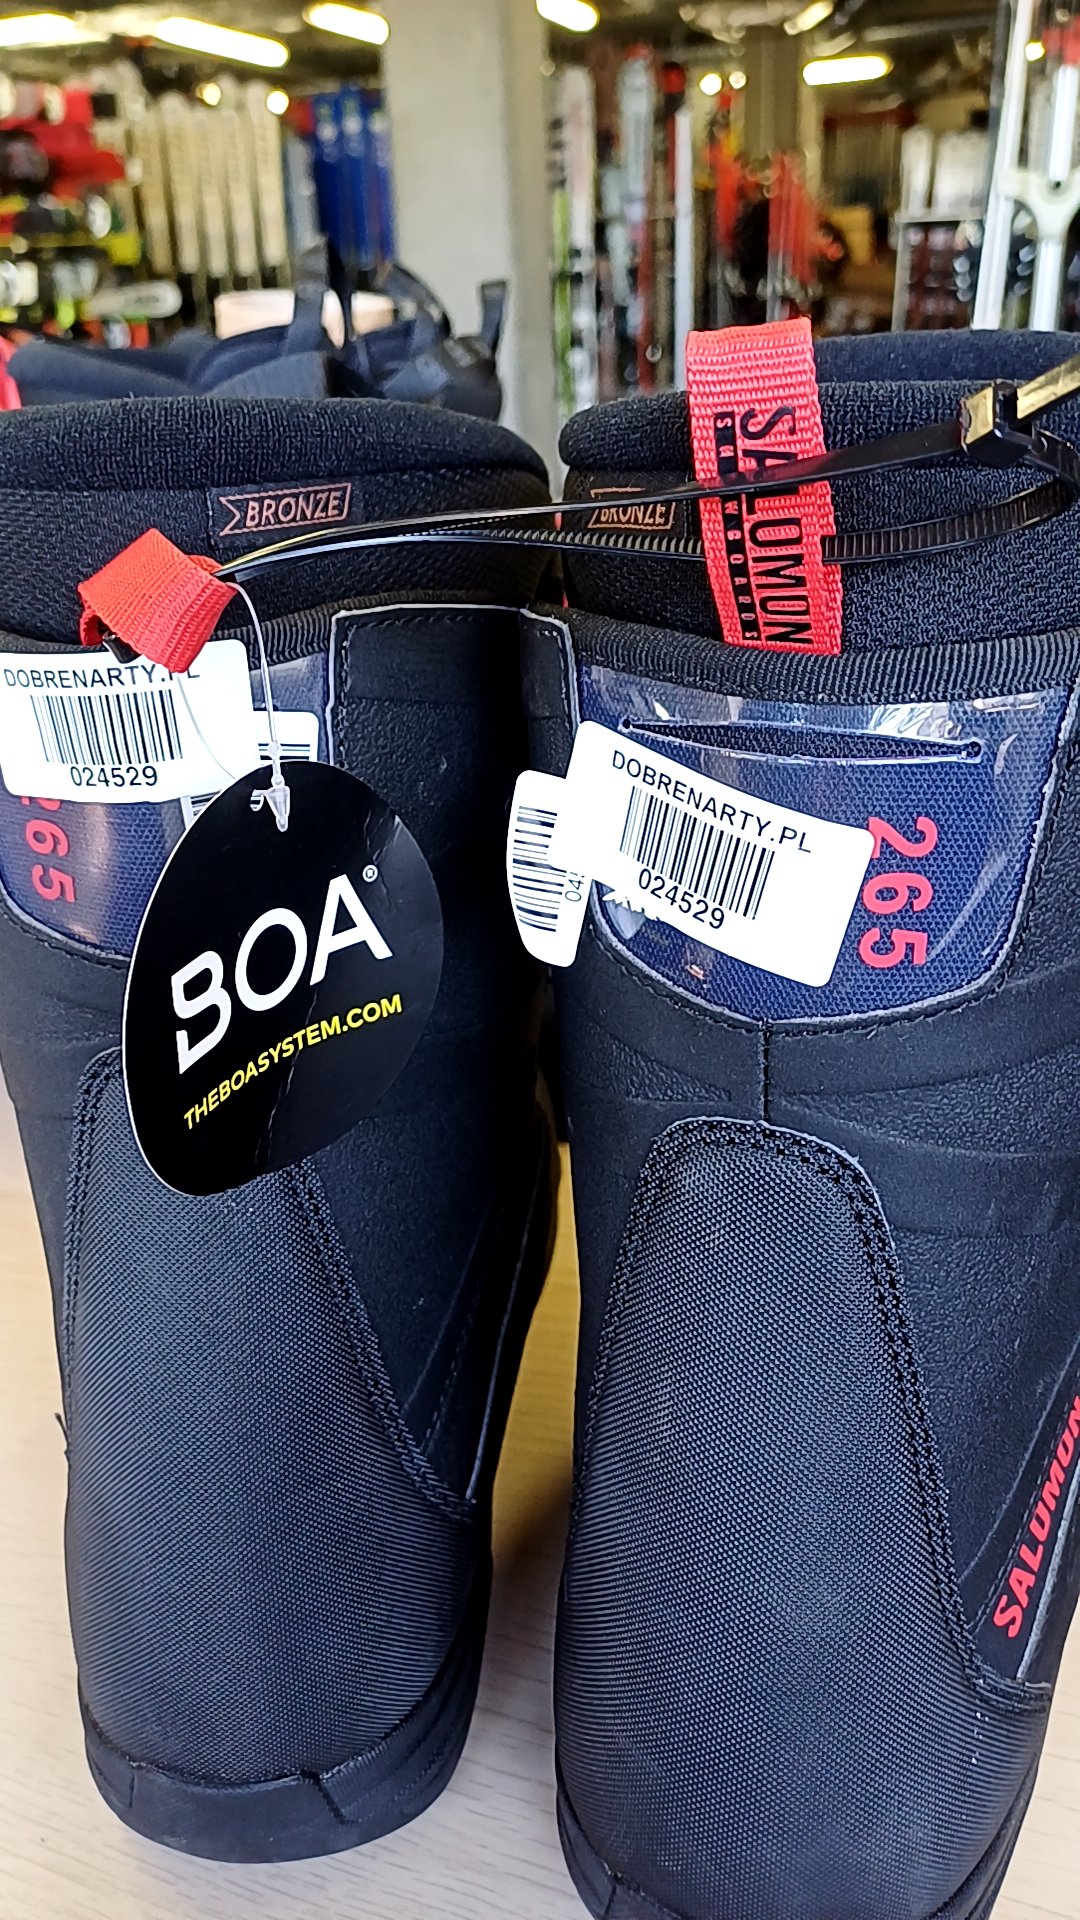 BRONZE
BRONZE
SALOMON
SNOWBOARDS
DOBRENARTY.PL
024529
265
BOA®
THEBOASYSTEM.COM
DOBRENARTY.PL
024529
265
SALOMON